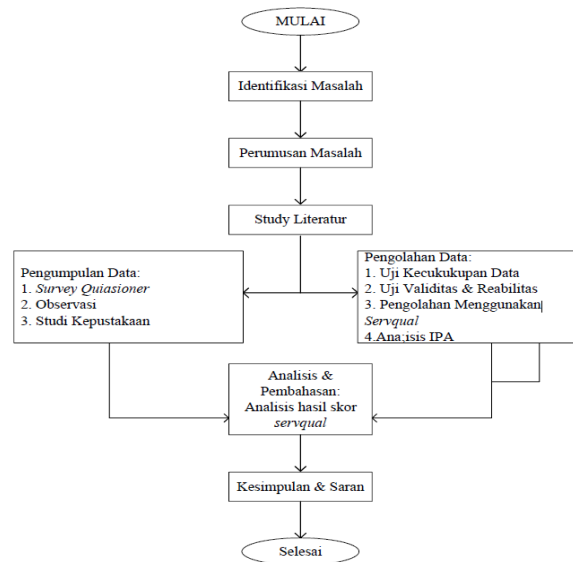 MULAI
Identifikasi Masalah
Perumusan Masalah
Study Literatur
Pengumpulan Data:
1. Survey Quiasioner
2. Observasi
3. Studi Kepustakaan
Pengolahan Data:
1. Uji Kecukukupan Data
2. Uji Validitas & Reabilitas
3. Pengolahan Menggunakan|
Servqual
4.Ana;isis IPA
Analisis &
Pembahasan:
Analisis hasil skor
servqual
Kesimpulan & Saran
Selesai